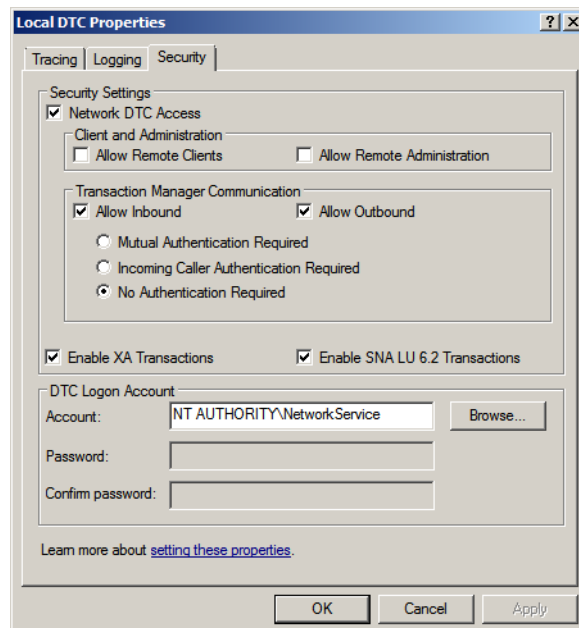 Local DTC Properties
Tracing Logging Security
Security Settings
Network DTC Access
Client and Administration
Allow Remote Clients Allow Remote Administration
Transaction Manager Communication
Allow Inbound Allow Outbound
Mutual Authentication Required
Incoming Caller Authentication Required
No Authentication Required
Enable XA Transactions Enable SNA LU 6.2 Transactions
DTC Logon Account
Account: NT AUTHORITY\NetworkService Browse...
Password:
Confirm password:
Learn more about setting these properties.
OK Cancel Apply